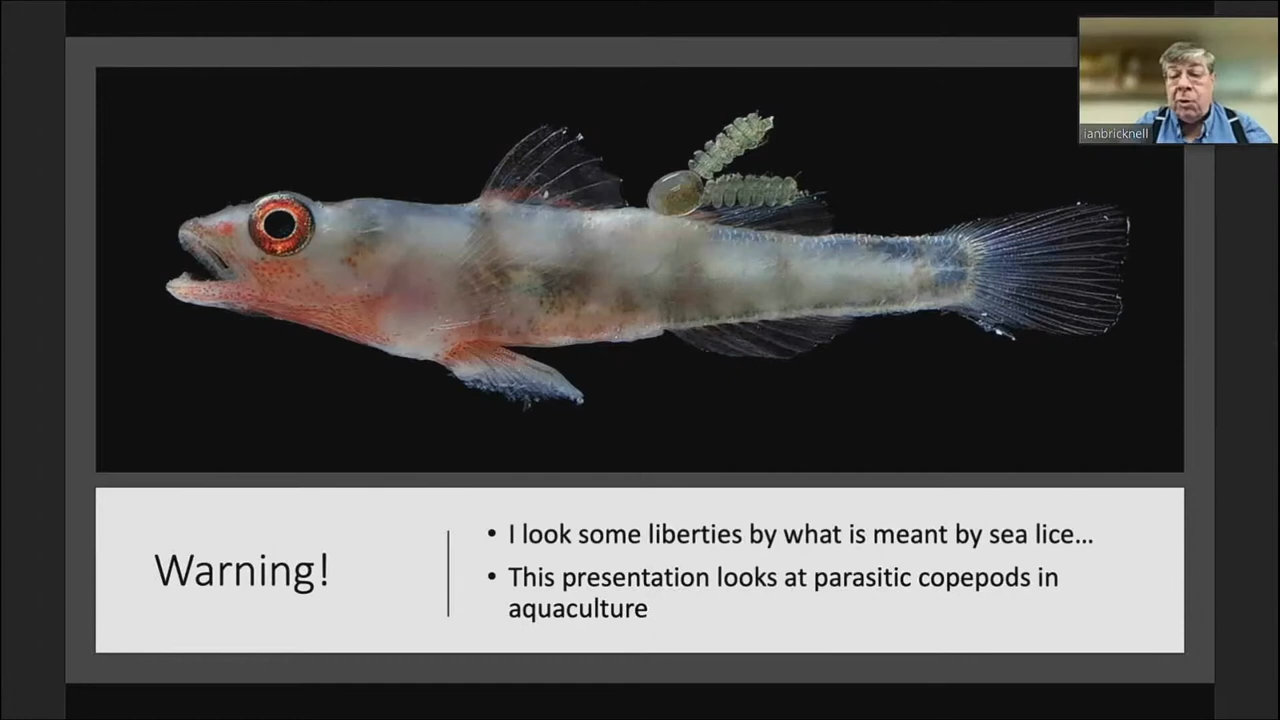 ianbricknell
Warning!
• I look some liberties by what is meant by sea lice...
• This presentation looks at parasitic copepods in
aquaculture